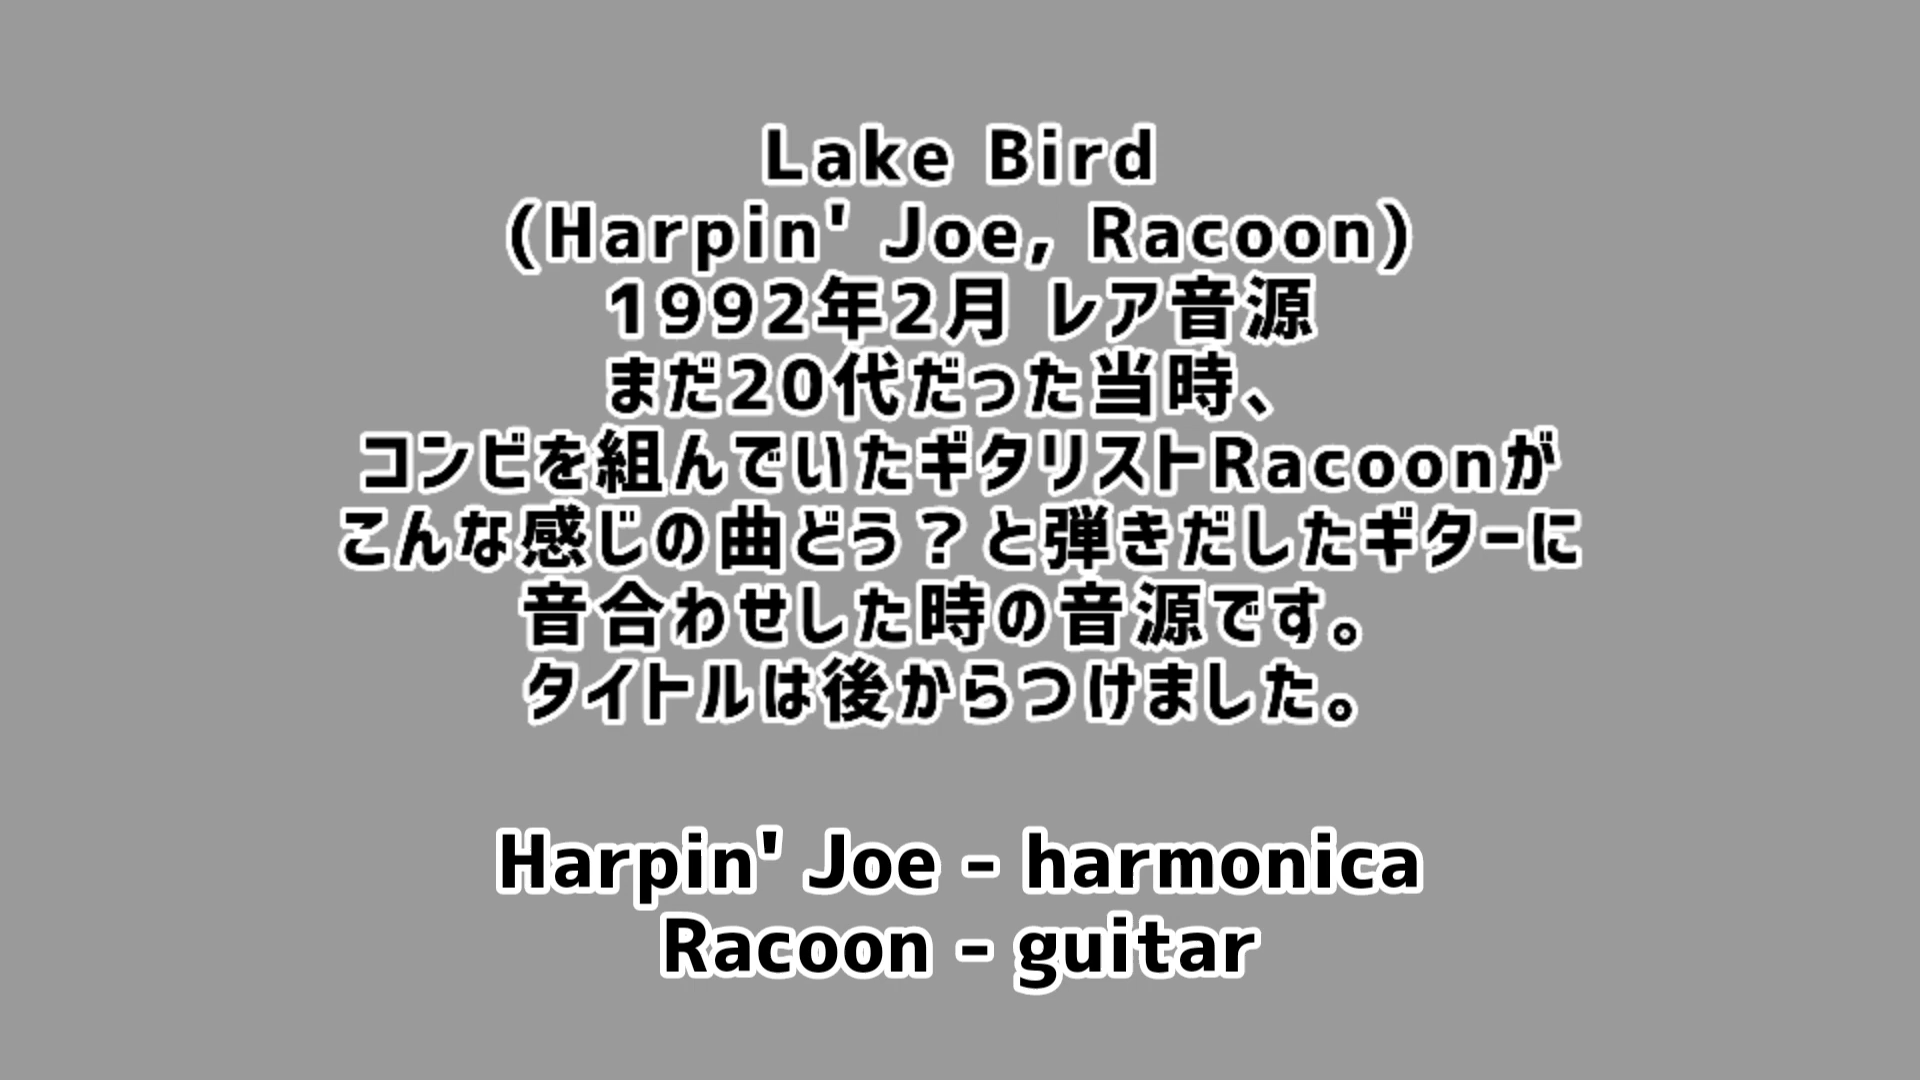 Lake Bird
(Harpin' Joe, Racoon)
1992年2月 レア音源
まだ20代だった当時、
コンビを組んでいたギタリストRacoonが
こんな感じの曲どう？と弾きだしたギターに
音合わせした時の音源です。
タイトルは後からつけました。
Harpin' Joe - harmonica
Racoon - guitar